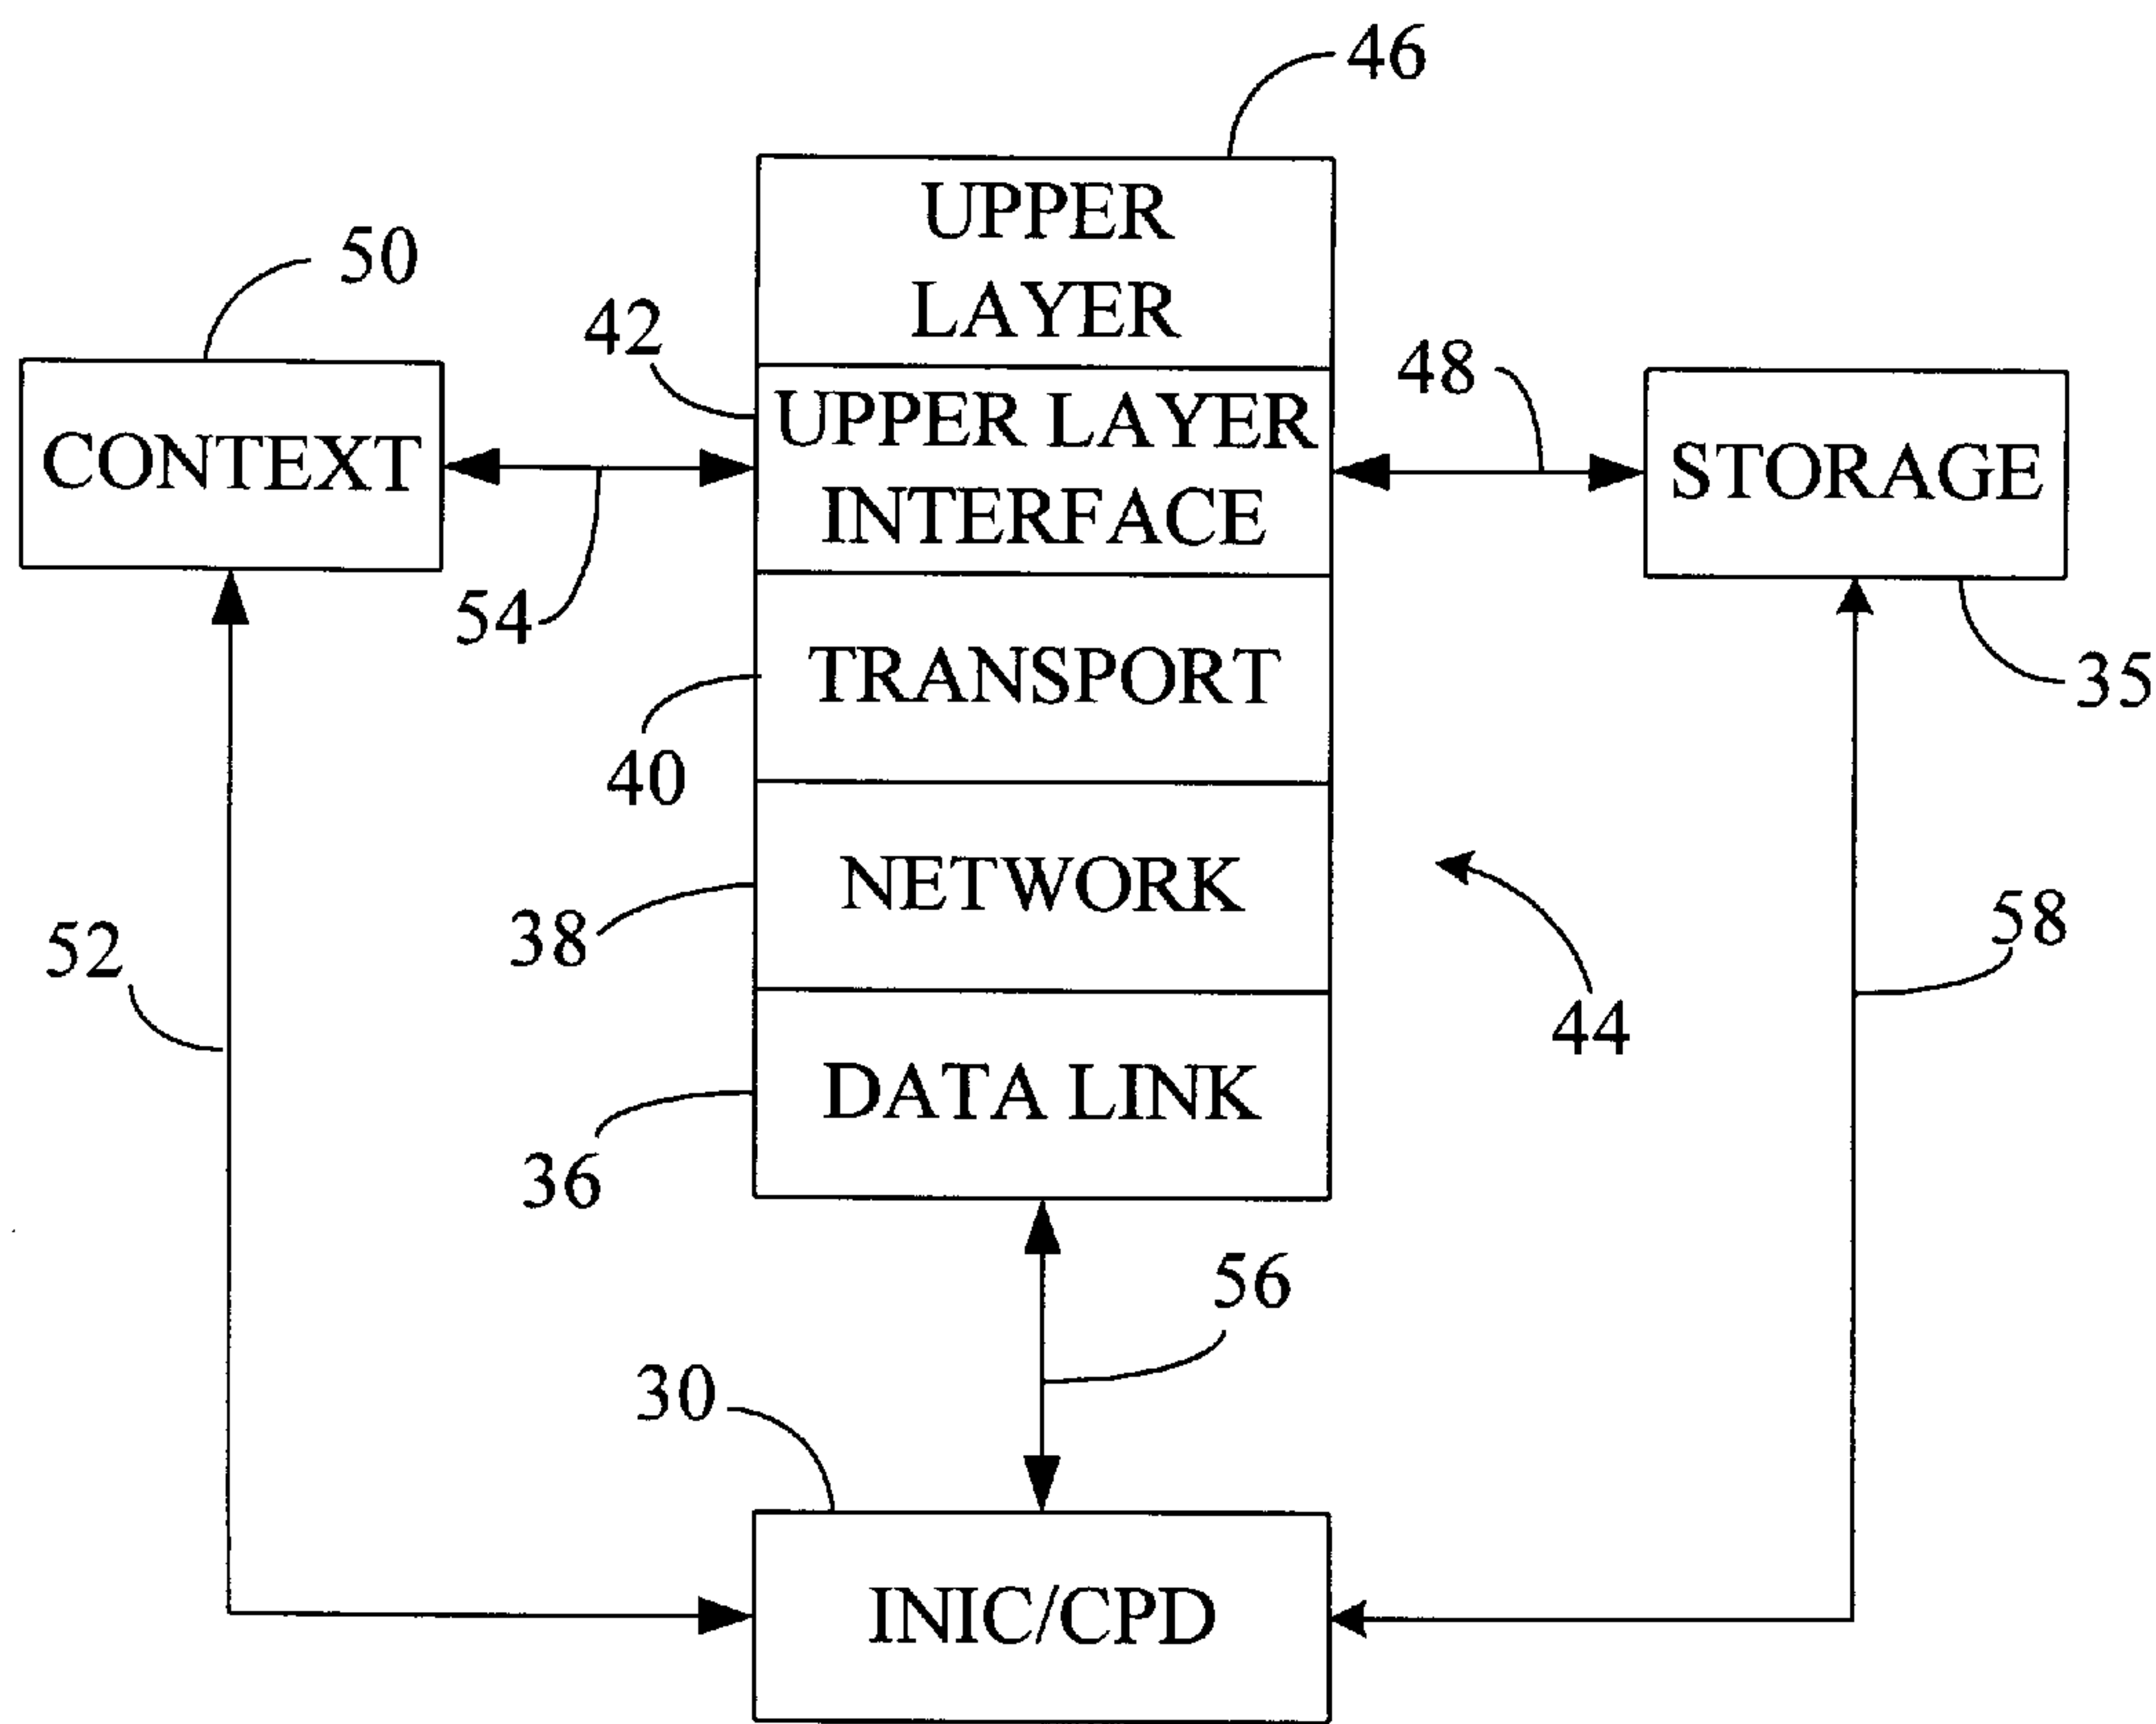 46
UPPER
LAYER
50
42
UPPER LAYER
INTERFACE
48
CONTEXT
STORAGE
54
35
TRANSPORT
40
NETWORK
38
52
58
44
DATA LINK
36
56
30
INIC/CPD